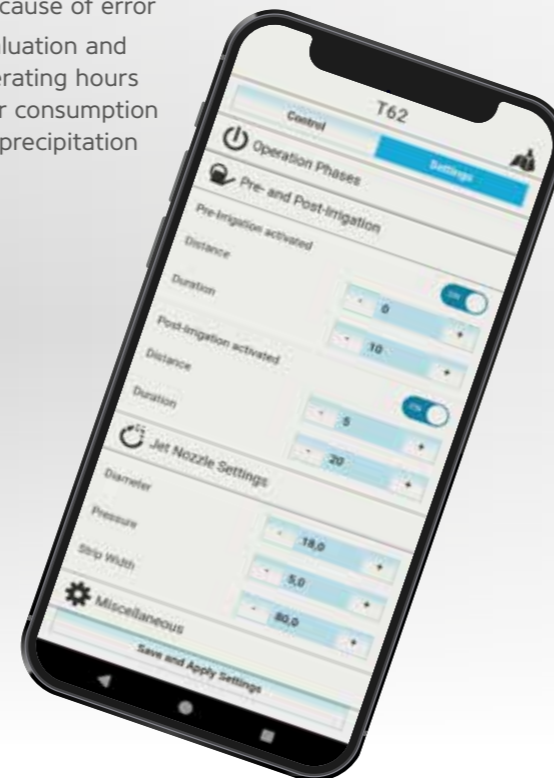 cause of error
aluation and
erating hours
r consumption
precipitation
T62
Control Settings
Operation Phases
Pre- and Post-Irrigation
Pre-Irrigation activated ON
Distance - 0 +
Duration - 10 +
Post-Irrigation activated ON
Distance - 5 +
Duration - 20 +
Jet Nozzle Settings
Diameter - 18,0 +
Pressure - 5,0 +
Strip Width - 80,0 +
Miscellaneous
Save and Apply Settings